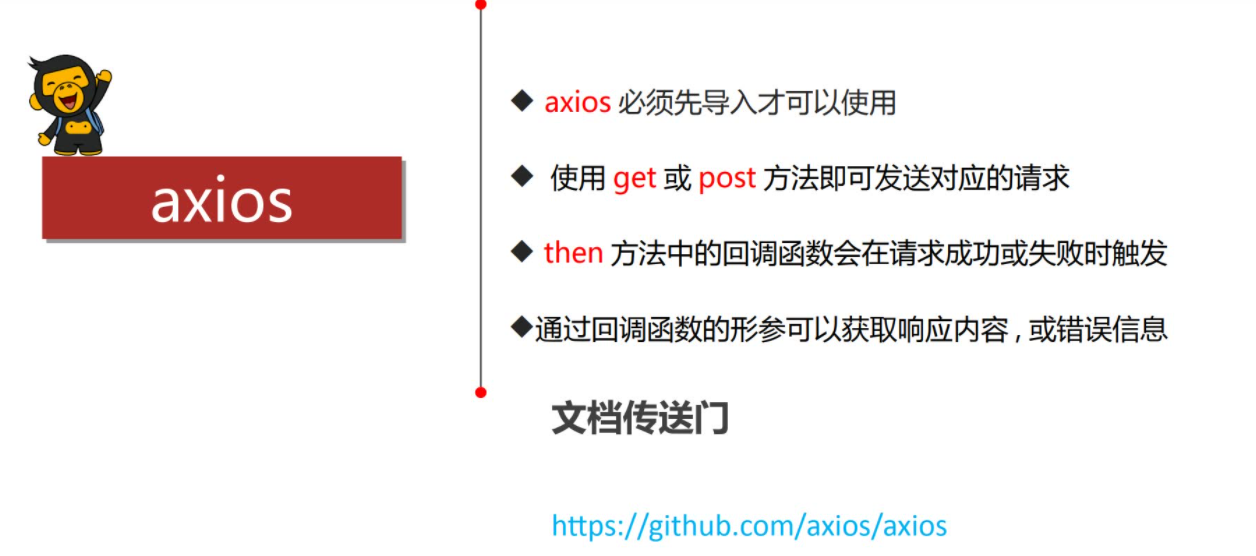 axios
◆ axios 必须先导入才可以使用
◆ 使用 get 或 post 方法即可发送对应的请求
◆ then 方法中的回调函数会在请求成功或失败时触发
◆通过回调函数的形参可以获取响应内容 , 或错误信息
文档传送门
https://github.com/axios/axios